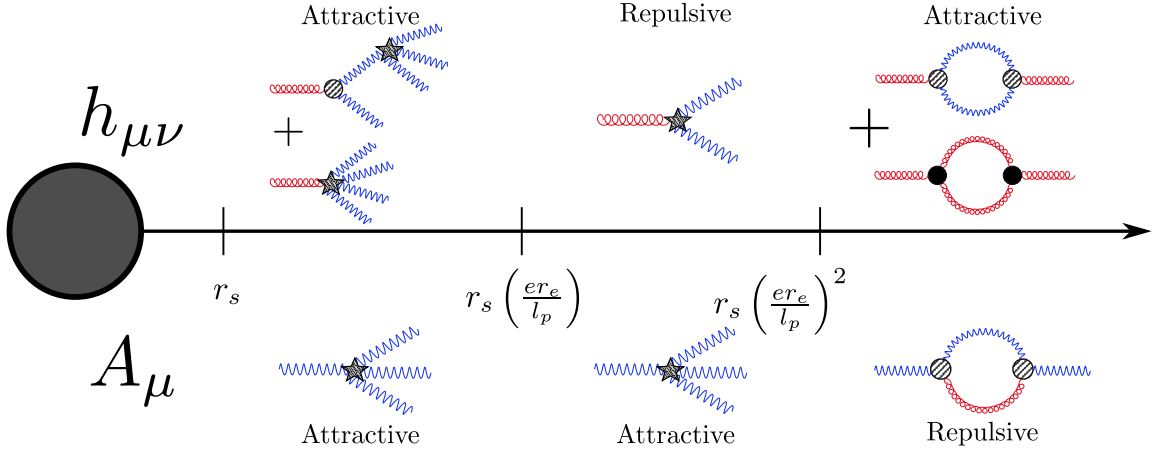 Attractive
Repulsive
Attractive
h_{μν}
+
+
r_s
r_s (er_e/l_p)
r_s (er_e/l_p)^2
A_μ
Attractive
Attractive
Repulsive